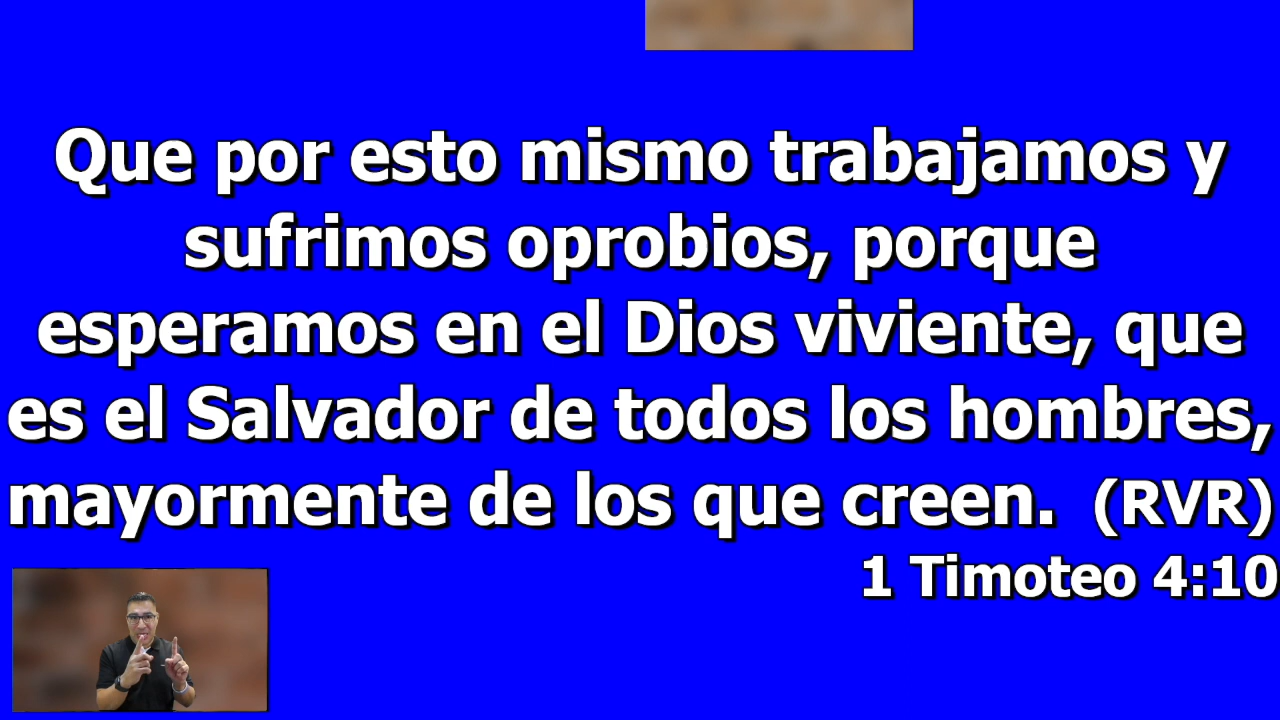 Que por esto mismo trabajamos y
sufrimos oprobios, porque
esperamos en el Dios viviente, que
es el Salvador de todos los hombres,
mayormente de los que creen. (RVR)
1 Timoteo 4:10